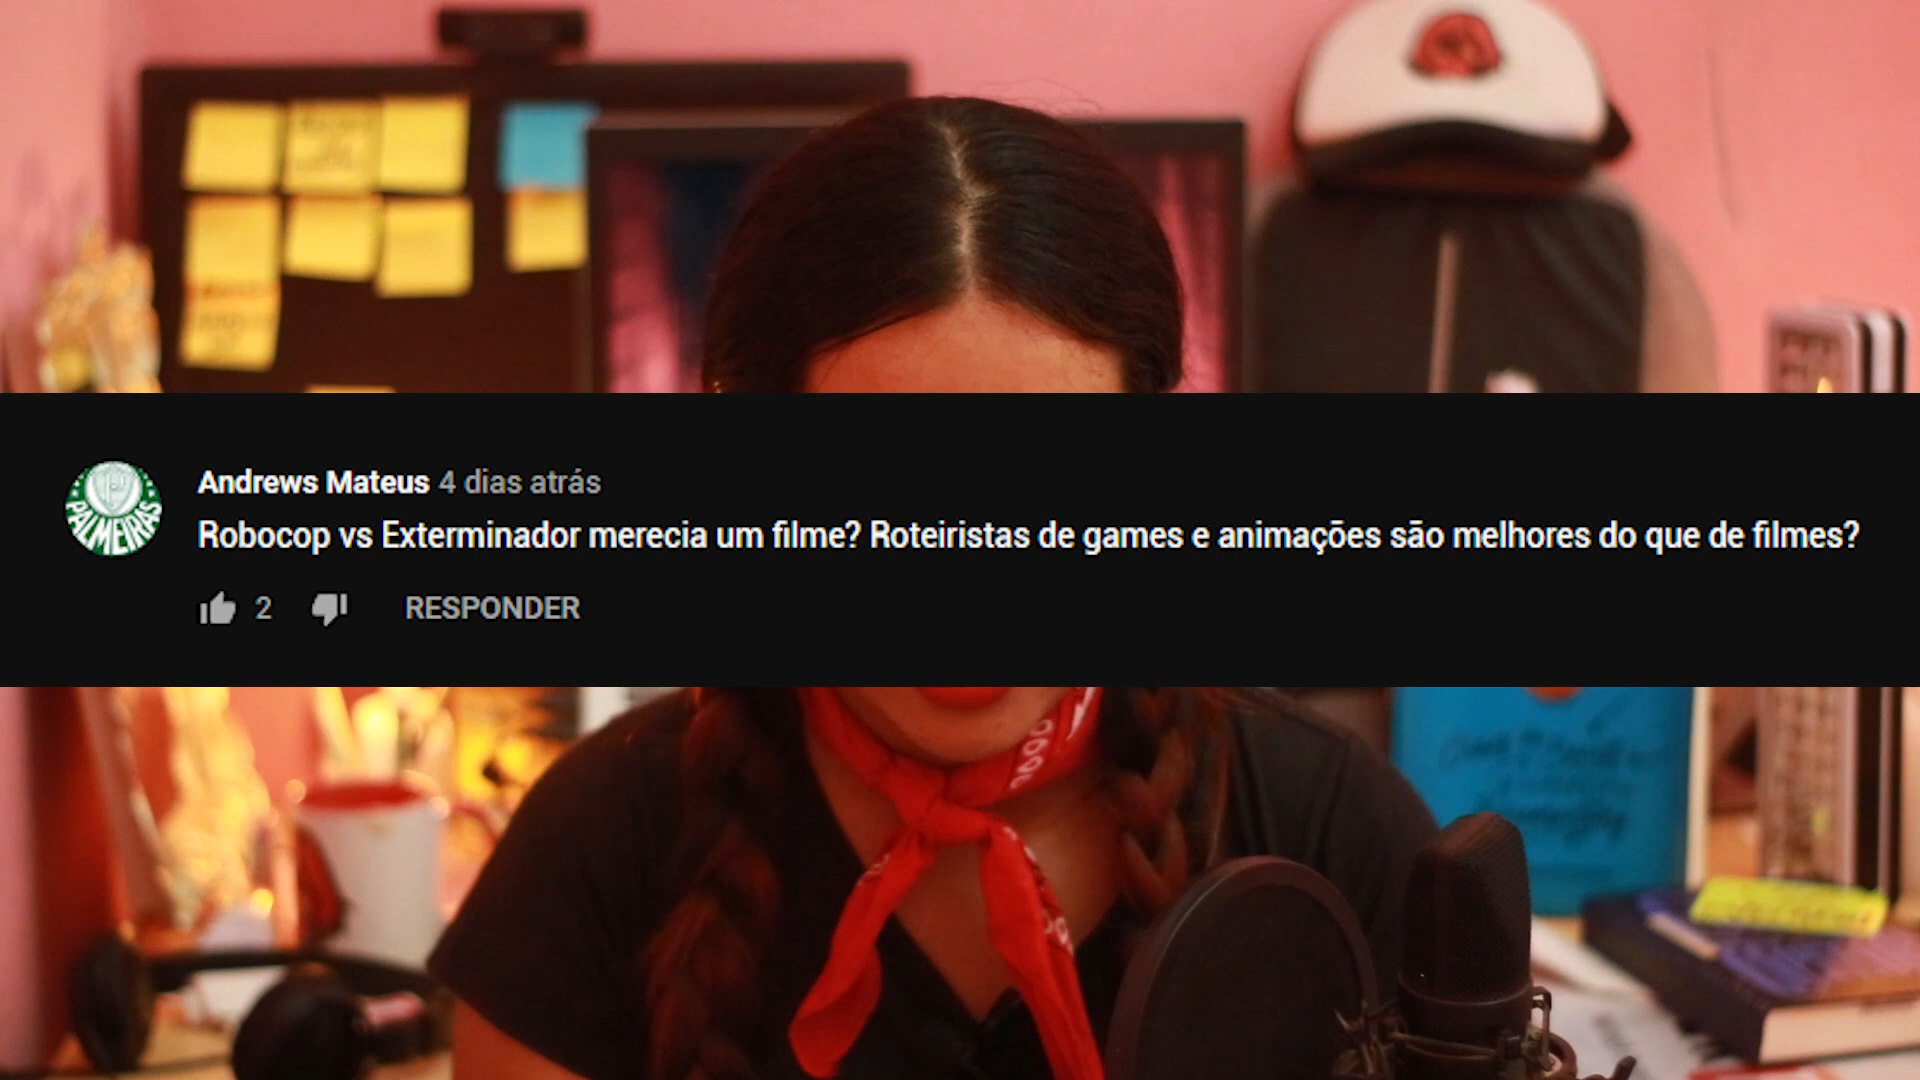 Andrews Mateus 4 dias atrás
PALMEIRAS
Robocop vs Exterminador merecia um filme? Roteiristas de games e animações são melhores do que de filmes?
2 RESPONDER